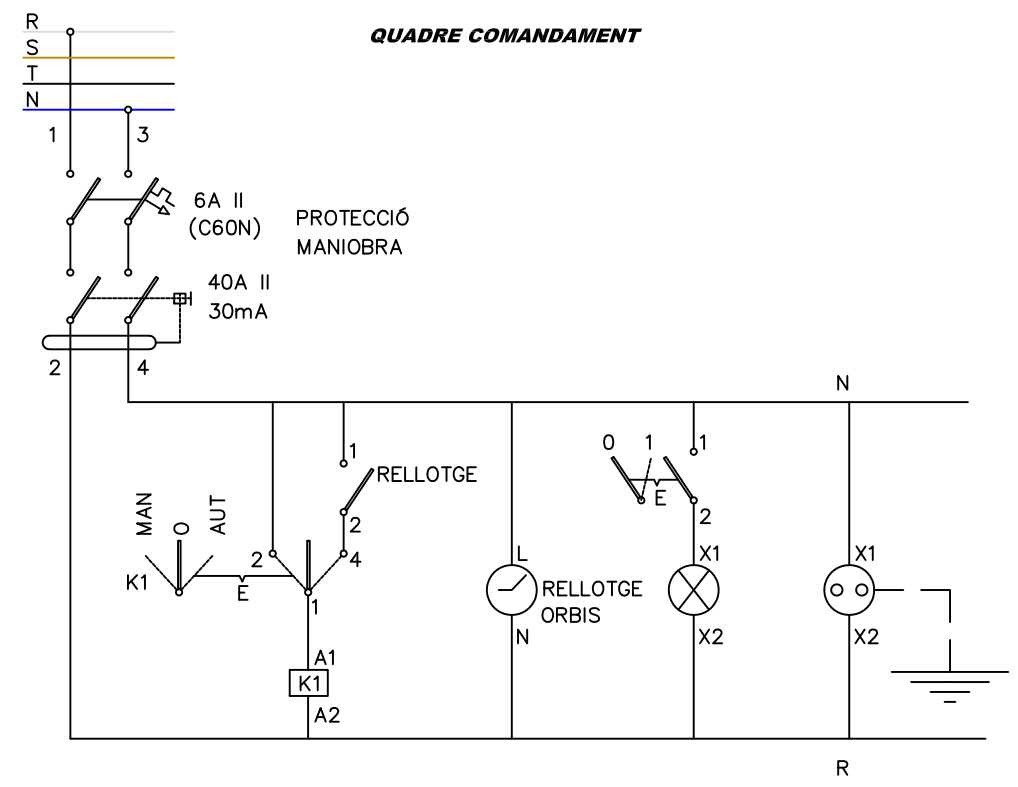 QUADRE COMANDAMENT
R
S
T
N
1
3
6A II
(C60N)
PROTECCIÓ
MANIOBRA
40A II
30mA
2
4
N
1
RELLOTGE
2
4
2
MAN
O
AUT
K1
E
1
A1
K1
A2
L
RELLOTGE
ORBIS
N
0
1
1
E
2
X1
X2
X1
X2
R